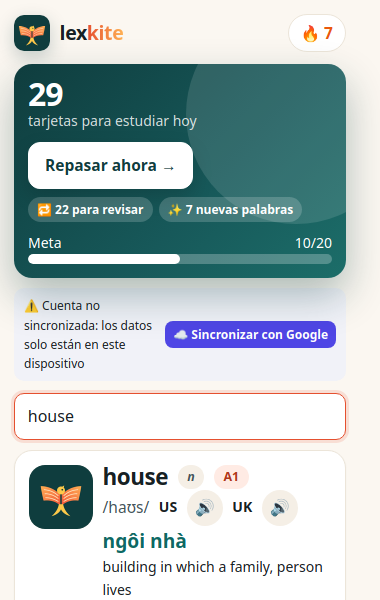 lexkite
🔥 7
29
tarjetas para estudiar hoy
Repasar ahora →
🔁 22 para revisar
✨ 7 nuevas palabras
Meta
10/20
⚠️ Cuenta no
sincronizada: los datos
solo están en este
dispositivo
☁️ Sincronizar con Google
house
house n A1
/haʊs/ US 🔊 UK 🔊
ngôi nhà
building in which a family, person
lives